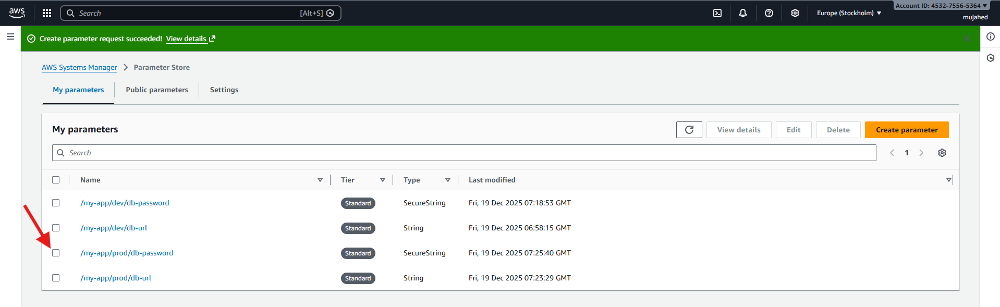 aws
Search [Alt+S]
Europe (Stockholm)
Account ID: 4532-7556-5364
mujahed
Create parameter request succeeded! View details
AWS Systems Manager > Parameter Store
My parameters Public parameters Settings
My parameters
View details Edit Delete Create parameter
Search
1
Name Tier Type Last modified
/my-app/dev/db-password Standard SecureString Fri, 19 Dec 2025 07:18:53 GMT
/my-app/dev/db-url Standard String Fri, 19 Dec 2025 06:58:15 GMT
/my-app/prod/db-password Standard SecureString Fri, 19 Dec 2025 07:25:40 GMT
/my-app/prod/db-url Standard String Fri, 19 Dec 2025 07:23:29 GMT